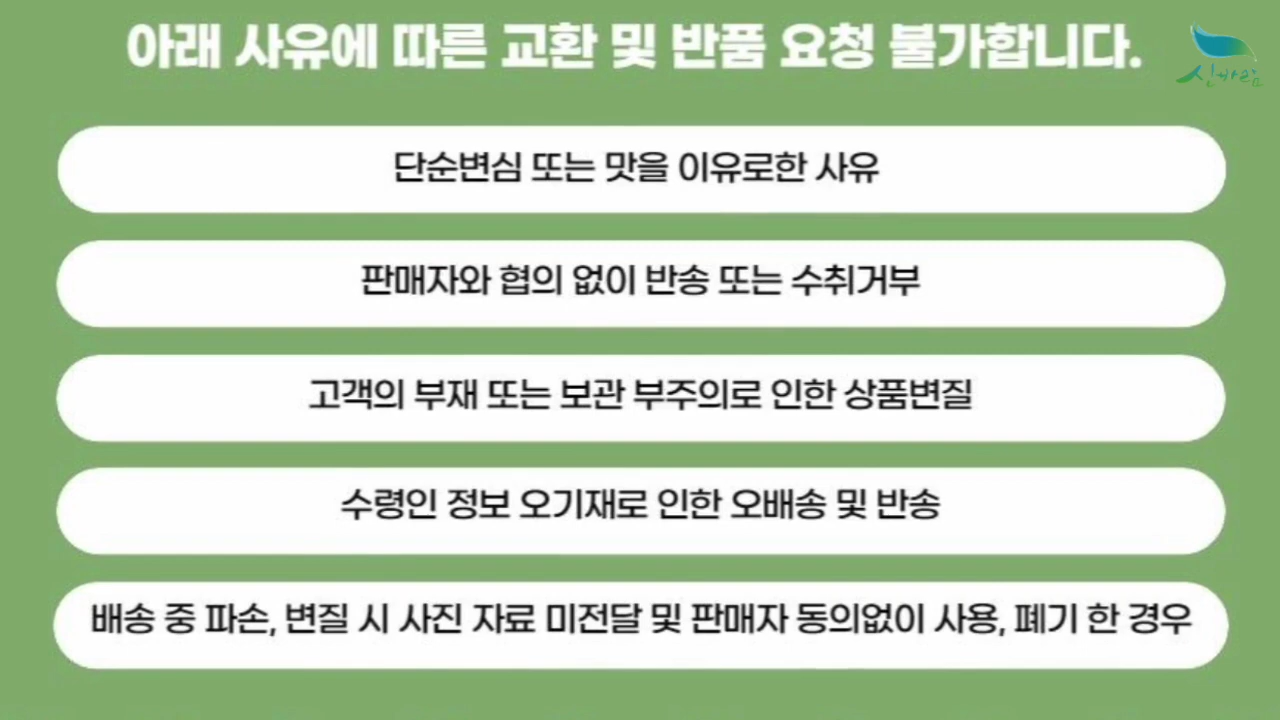 아래 사유에 따른 교환 및 반품 요청 불가합니다.
신바람
단순변심 또는 맛을 이유로한 사유
판매자와 협의 없이 반송 또는 수취거부
고객의 부재 또는 보관 부주의로 인한 상품변질
수령인 정보 오기재로 인한 오배송 및 반송
배송 중 파손, 변질 시 사진 자료 미전달 및 판매자 동의없이 사용, 폐기 한 경우